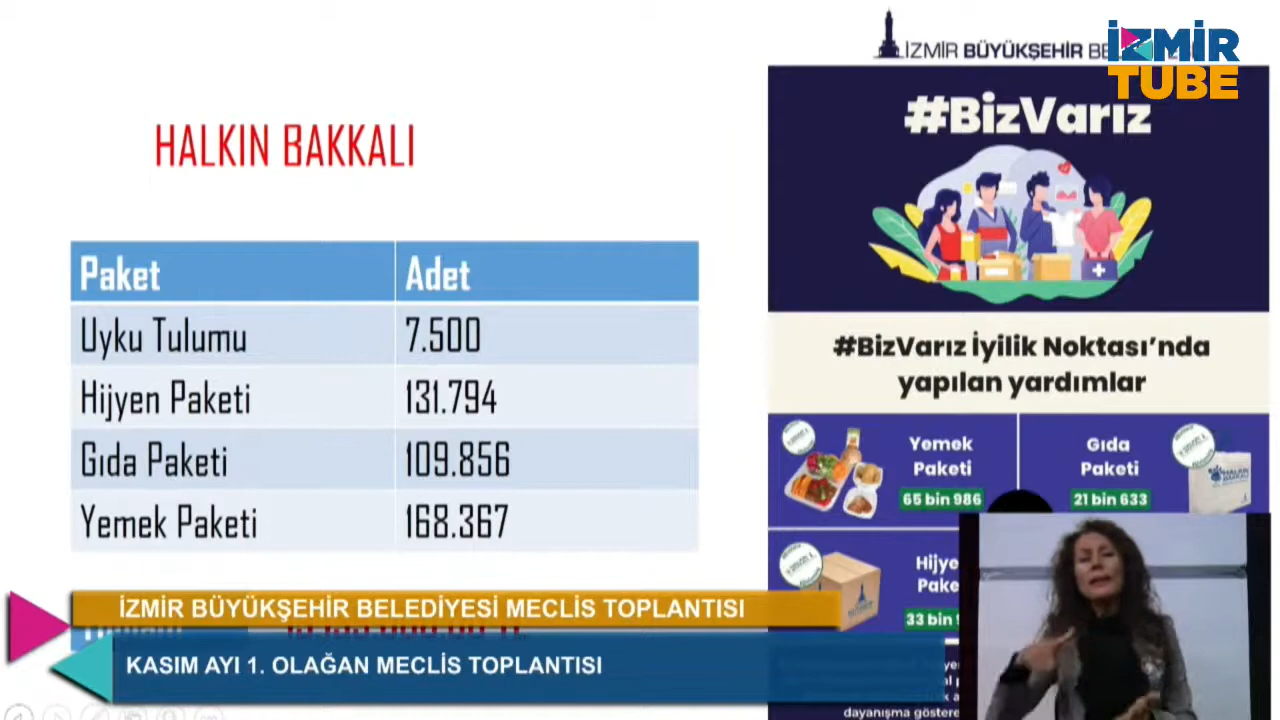 HALKIN BAKKALI
Paket Adet
Uyku Tulumu 7.500
Hijyen Paketi 131.794
Gıda Paketi 109.856
Yemek Paketi 168.367
İZMİR BÜYÜKŞEHİR BE
İZMİR
TUBE
#BizVarız
#BizVarız İyilik Noktası'nda
yapılan yardımlar
Yemek
Paketi
65 bin 986
Gıda
Paketi
21 bin 633
Hijye
Pake
33 bin
dayanışma göstere
İZMİR BÜYÜKŞEHİR BELEDİYESİ MECLİS TOPLANTISI
KASIM AYI 1. OLAĞAN MECLİS TOPLANTISI